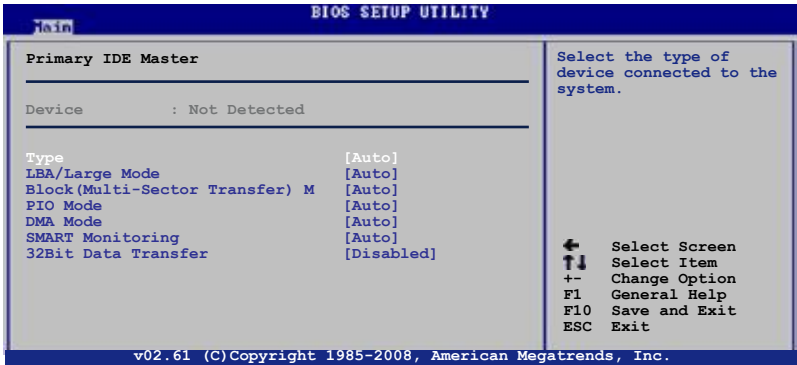 BIOS SETUP UTILITY
Main
Primary IDE Master
Device : Not Detected
Type [Auto]
LBA/Large Mode [Auto]
Block(Multi-Sector Transfer) M [Auto]
PIO Mode [Auto]
DMA Mode [Auto]
SMART Monitoring [Auto]
32Bit Data Transfer [Disabled]
Select the type of
device connected to the
system.
← Select Screen
↑↓ Select Item
+- Change Option
F1 General Help
F10 Save and Exit
ESC Exit
v02.61 (C)Copyright 1985-2008, American Megatrends, Inc.